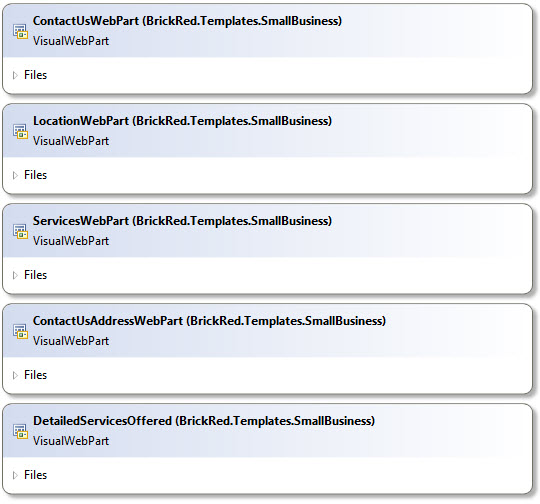 ContactUsWebPart (BrickRed.Templates.SmallBusiness)
VisualWebPart
Files
LocationWebPart (BrickRed.Templates.SmallBusiness)
VisualWebPart
Files
ServicesWebPart (BrickRed.Templates.SmallBusiness)
VisualWebPart
Files
ContactUsAddressWebPart (BrickRed.Templates.SmallBusiness)
VisualWebPart
Files
DetailedServicesOffered (BrickRed.Templates.SmallBusiness)
VisualWebPart
Files